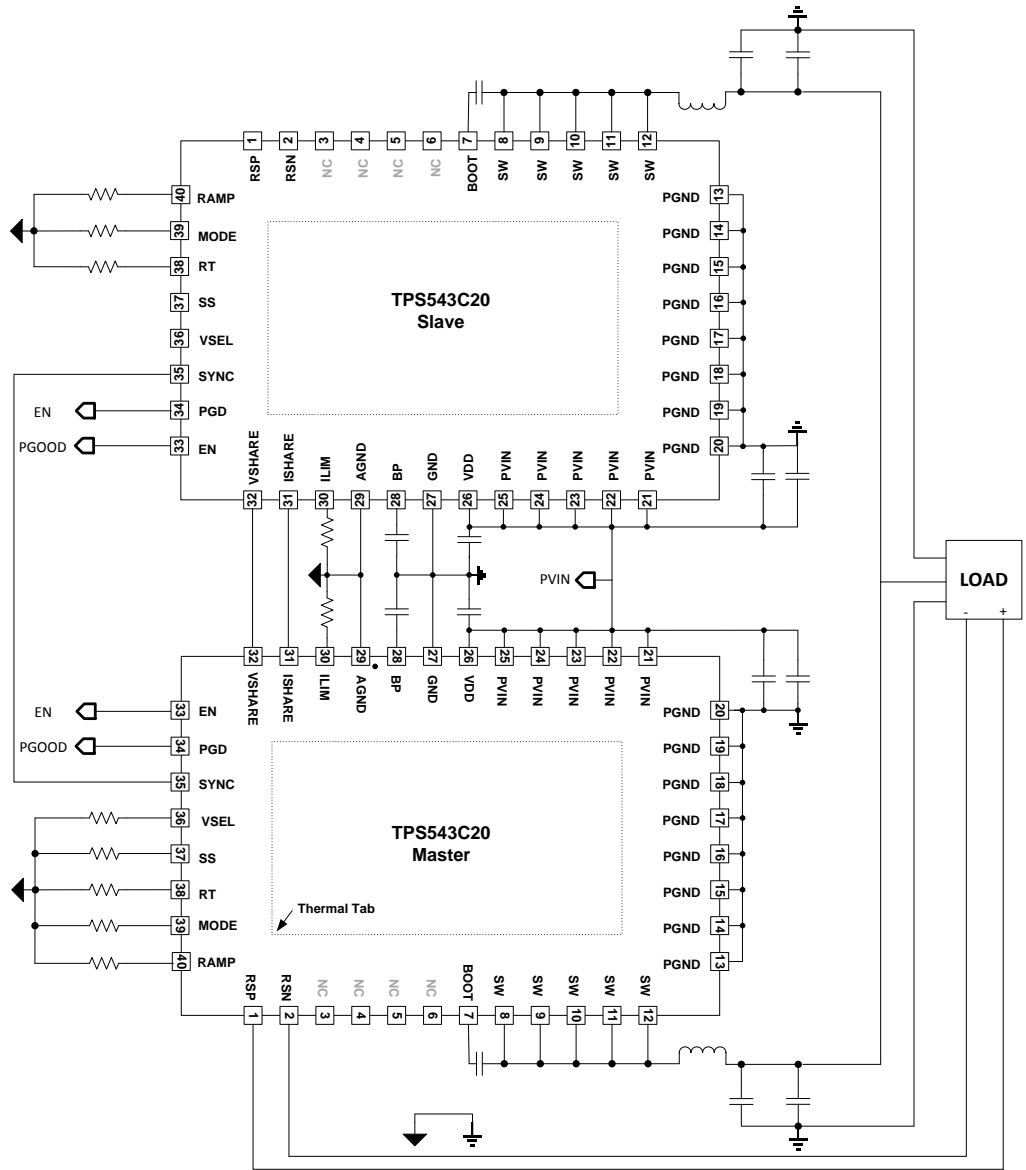 1 2 3 4 5 6 7 8 9 10 11 12
RSP RSN NC NC NC NC BOOT SW SW SW SW SW
40 RAMP
39 MODE
38 RT
37 SS
36 VSEL
35 SYNC
EN 34 PGD
PGOOD 33 EN
PGND 13
PGND 14
PGND 15
PGND 16
PGND 17
PGND 18
PGND 19
PGND 20
TPS543C20
Slave
VSHARE ISHARE ILIM AGND BP GND VDD PVIN PVIN PVIN PVIN PVIN
32 31 30 29 28 27 26 25 24 23 22 21
PVIN
LOAD
- +
32 31 30 29 28 27 26 25 24 23 22 21
VSHARE ISHARE ILIM AGND BP GND VDD PVIN PVIN PVIN PVIN PVIN
EN 33 EN
PGOOD 34 PGD
35 SYNC
36 VSEL
37 SS
38 RT
39 MODE
40 RAMP
PGND 20
PGND 19
PGND 18
PGND 17
PGND 16
PGND 15
PGND 14
PGND 13
TPS543C20
Master
Thermal Tab
RSP RSN NC NC NC NC BOOT SW SW SW SW SW
1 2 3 4 5 6 7 8 9 10 11 12